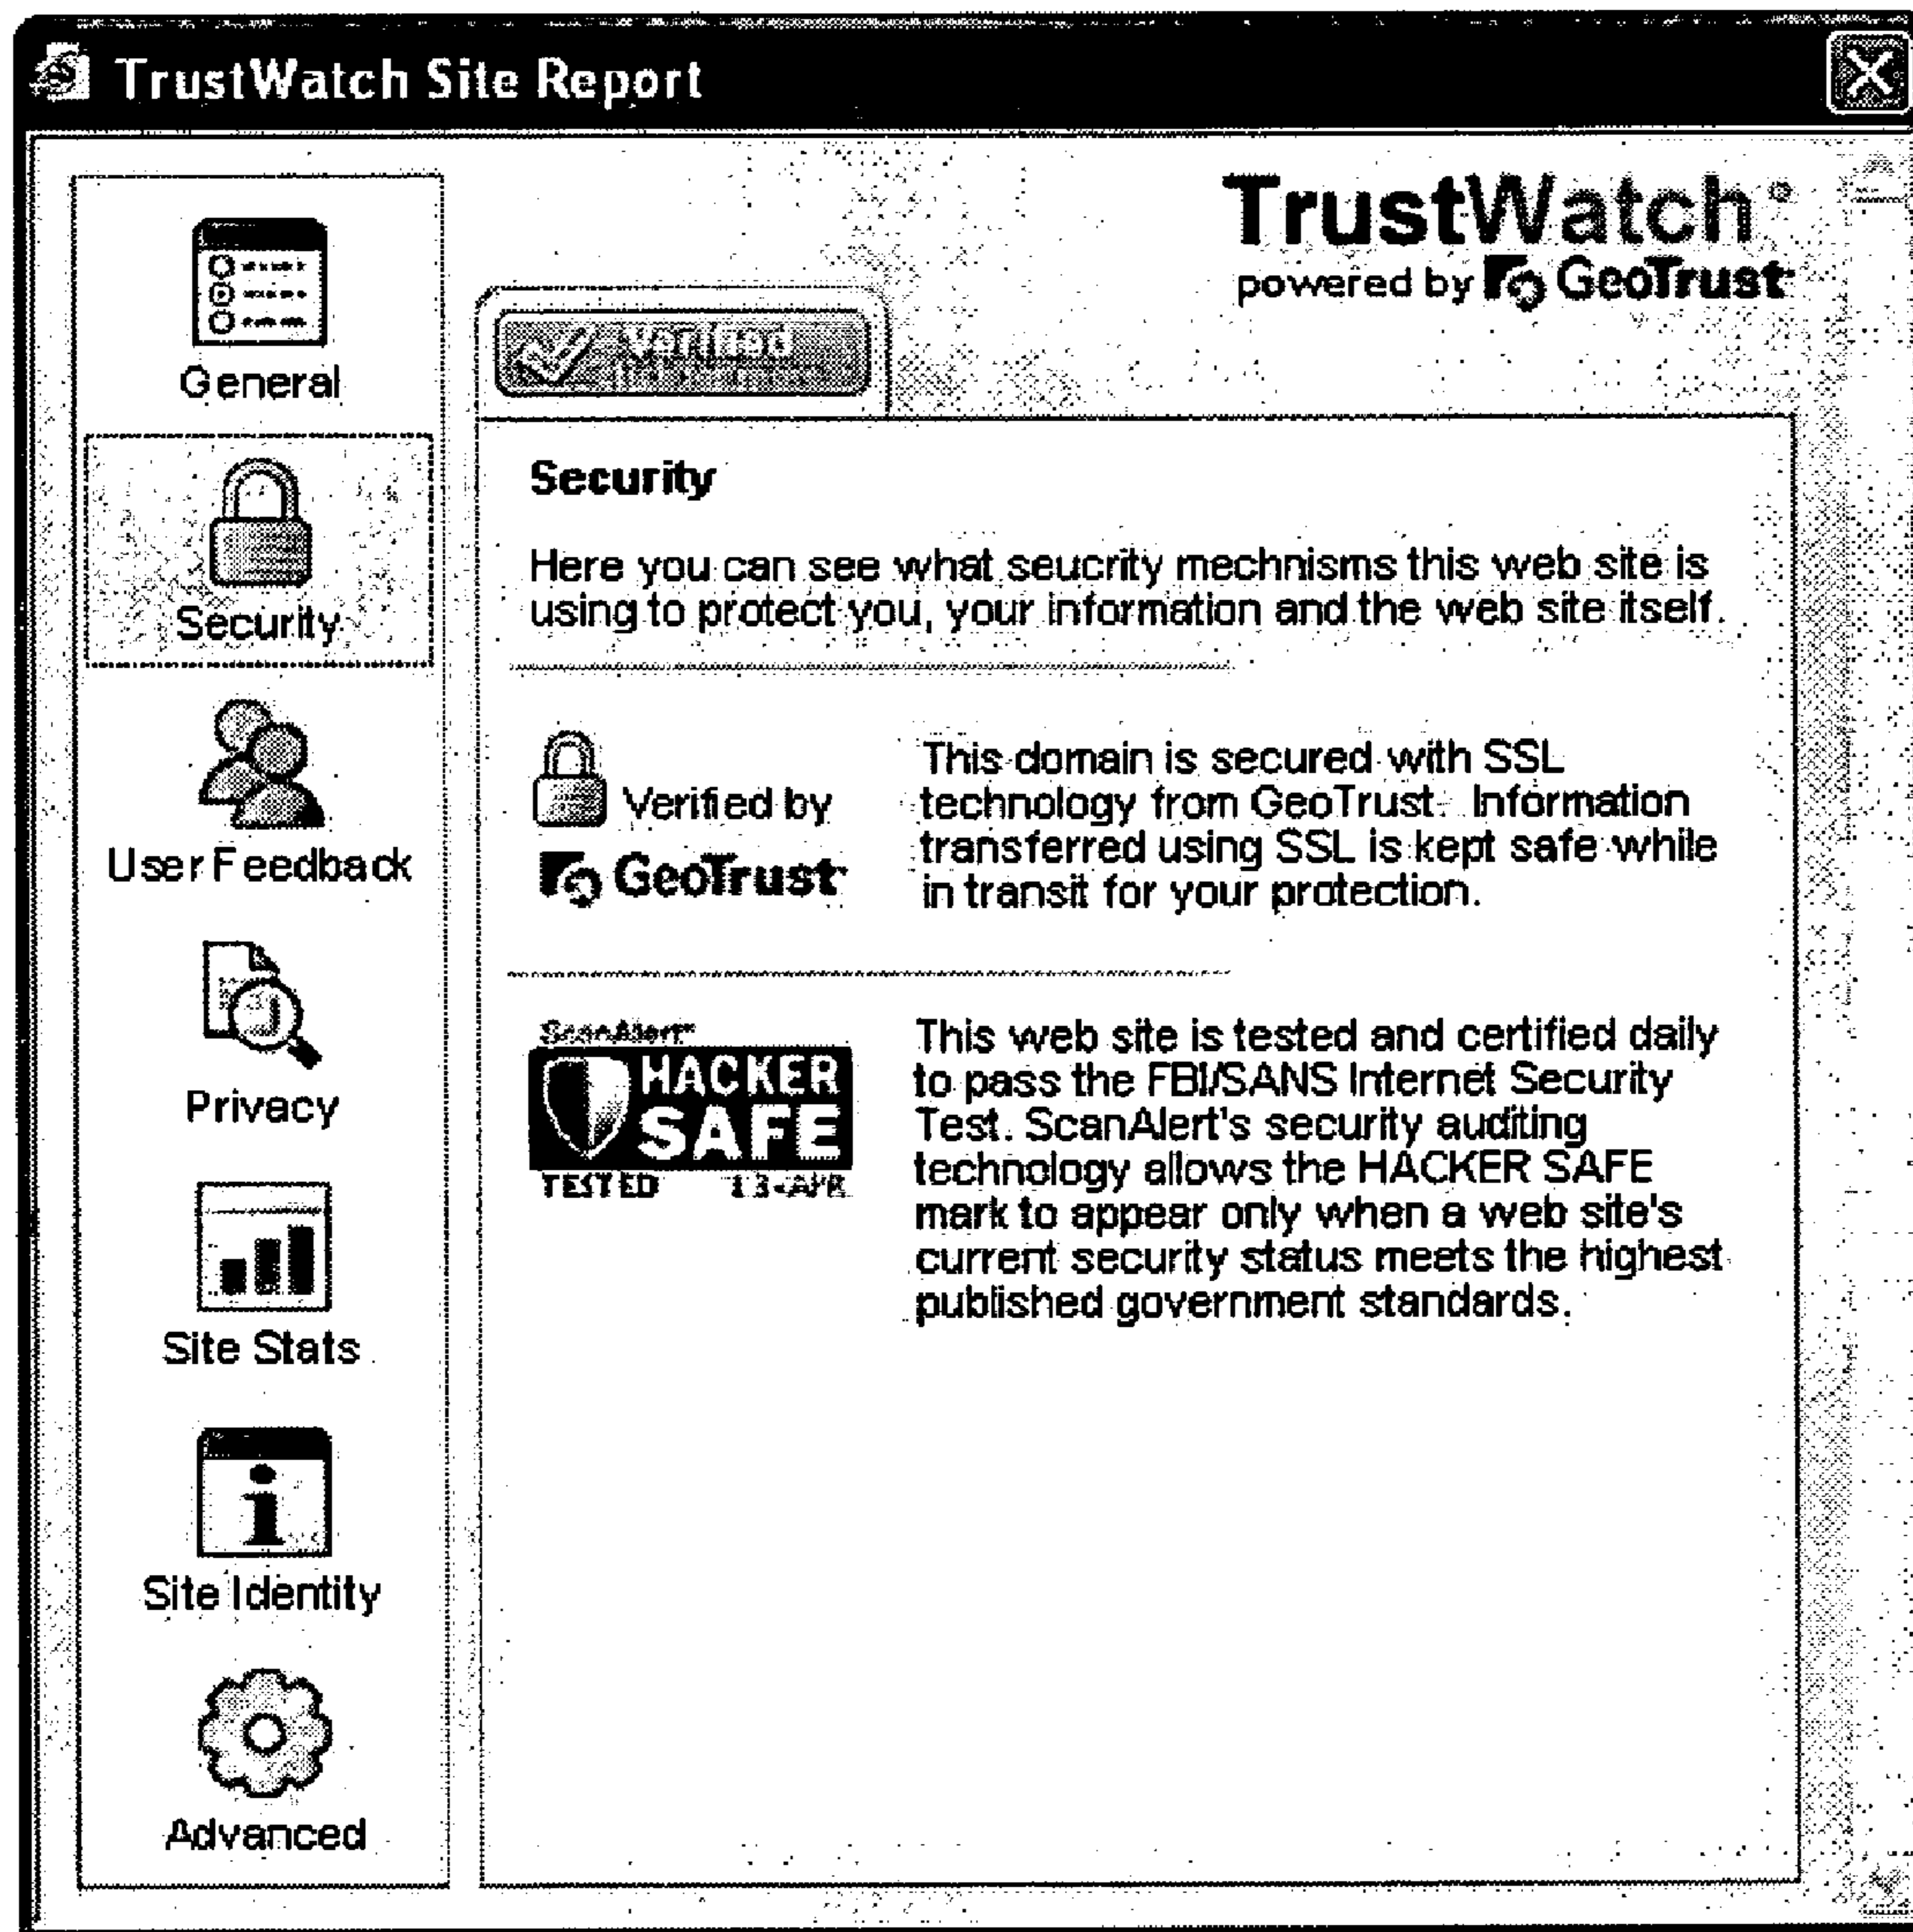 TrustWatch Site Report
TrustWatch
powered by GeoTrust
Verified
General
Security
User Feedback
Privacy
Site Stats
Site Identity
Advanced
Security
Here you can see what seucrity mechnisms this web site is
using to protect you, your information and the web site itself.
Verified by
GeoTrust
This domain is secured with SSL
technology from GeoTrust. Information
transferred using SSL is kept safe while
in transit for your protection.
ScanAlert
HACKER
SAFE
TESTED 13-APR
This web site is tested and certified daily
to pass the FBI/SANS Internet Security
Test. ScanAlert's security auditing
technology allows the HACKER SAFE
mark to appear only when a web site's
current security status meets the highest
published government standards.